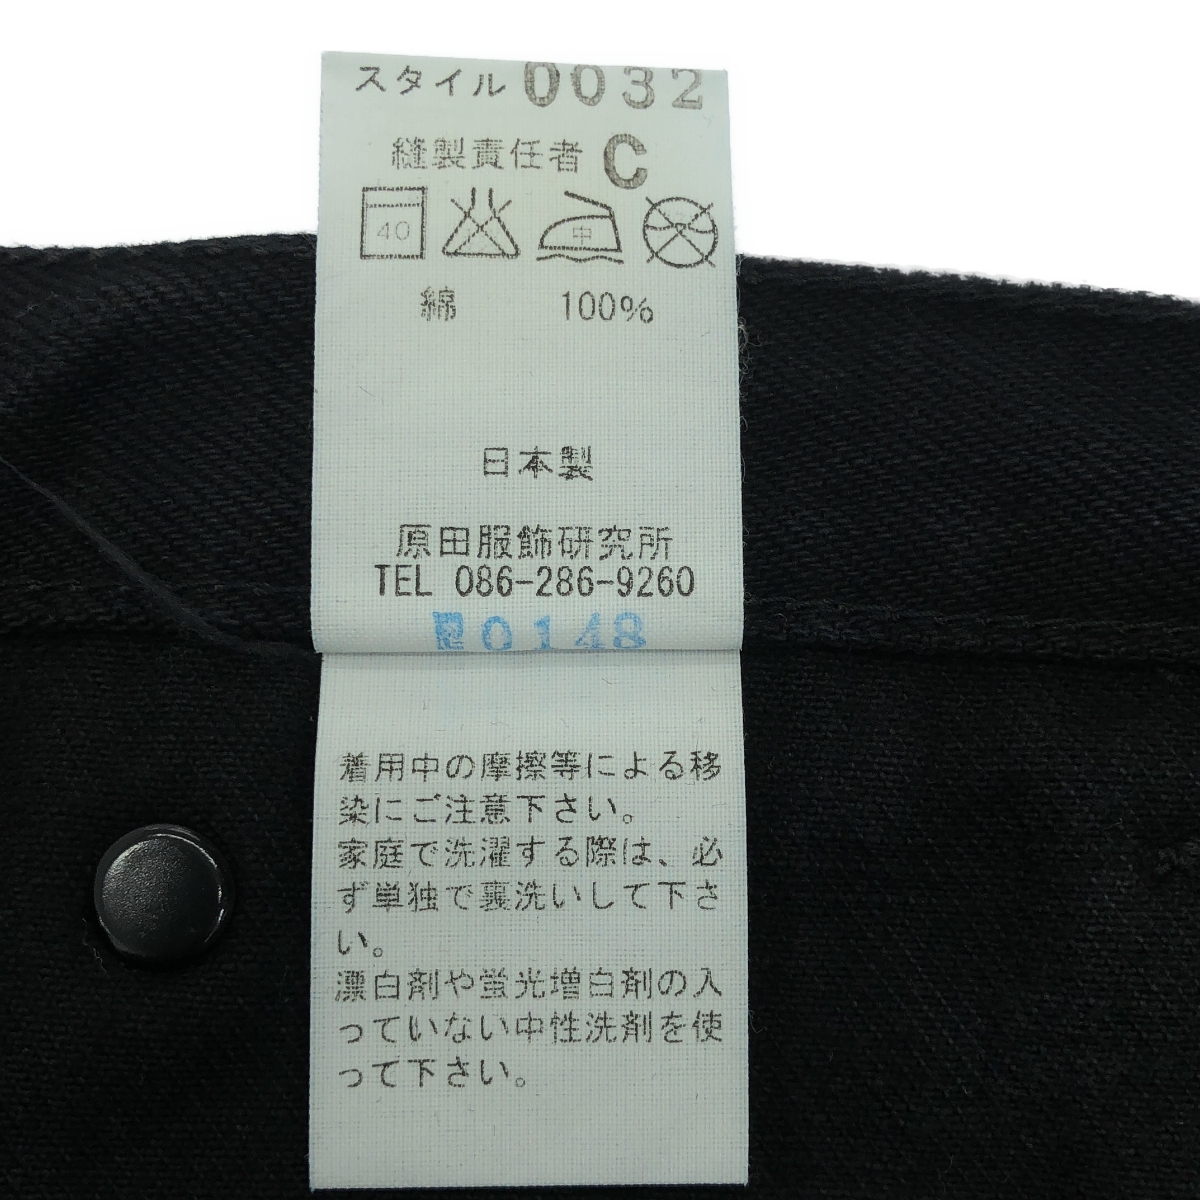 スタイル 0032
縫製責任者 C
40 中
綿 100%
日本製
原田服飾研究所
TEL 086-286-9260
0148
着用中の摩擦等による移
染にご注意下さい。
家庭で洗濯する際は、必
ず単独で裏洗いして下さ
い。
漂白剤や蛍光増白剤の入
っていない中性洗剤を使
って下さい。